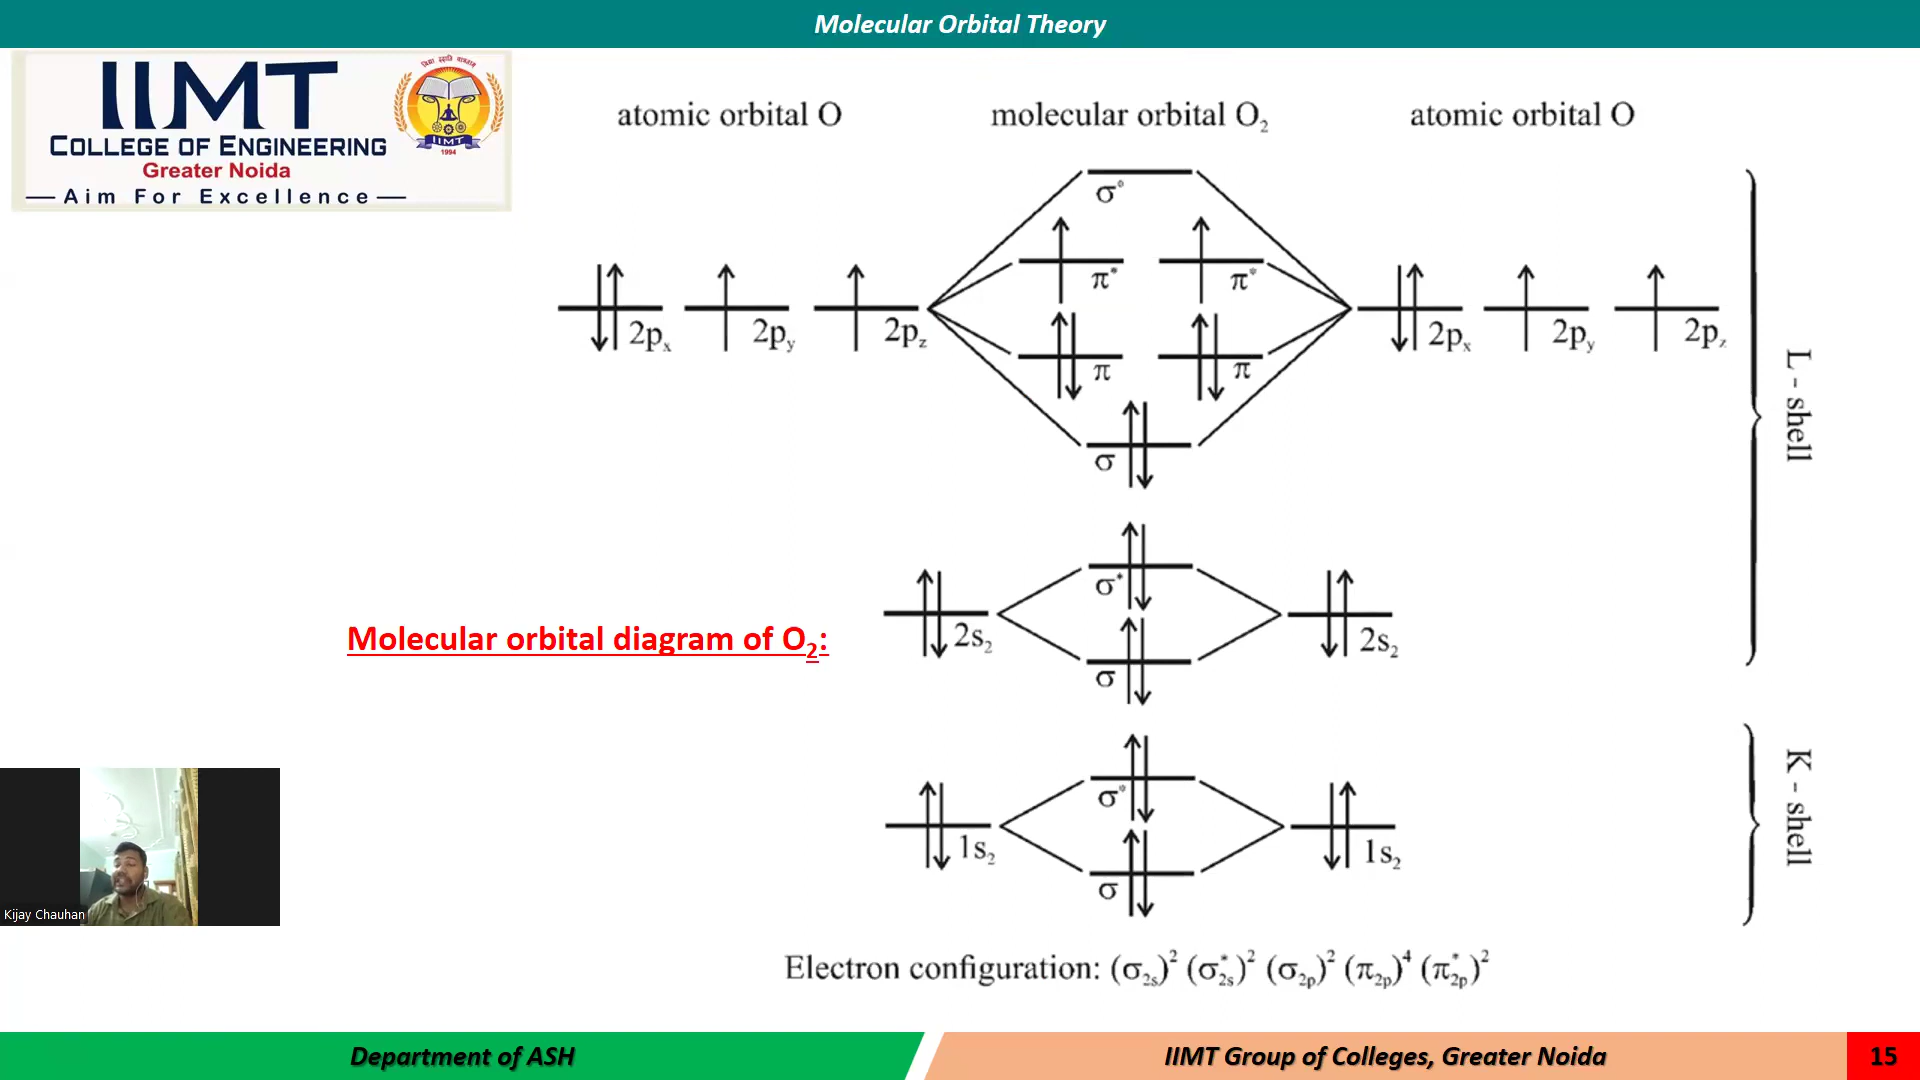 Molecular Orbital Theory
IIMT
COLLEGE OF ENGINEERING
Greater Noida
— Aim For Excellence —
IIMT
1994
atomic orbital O
molecular orbital O₂
atomic orbital O
σ*
π* π*
2pₓ 2p_y 2p_z
2pₓ 2p_y 2p_z
π π
σ
L - shell
σ*
2s₂
2s₂
σ
Molecular orbital diagram of O₂:
σ*
1s₂
1s₂
σ
K - shell
Kijay Chauhan
Electron configuration: (σ₂ₛ)² (σ*₂ₛ)² (σ₂ₚ)² (π₂ₚ)⁴ (π*₂ₚ)²
Department of ASH
IIMT Group of Colleges, Greater Noida
15